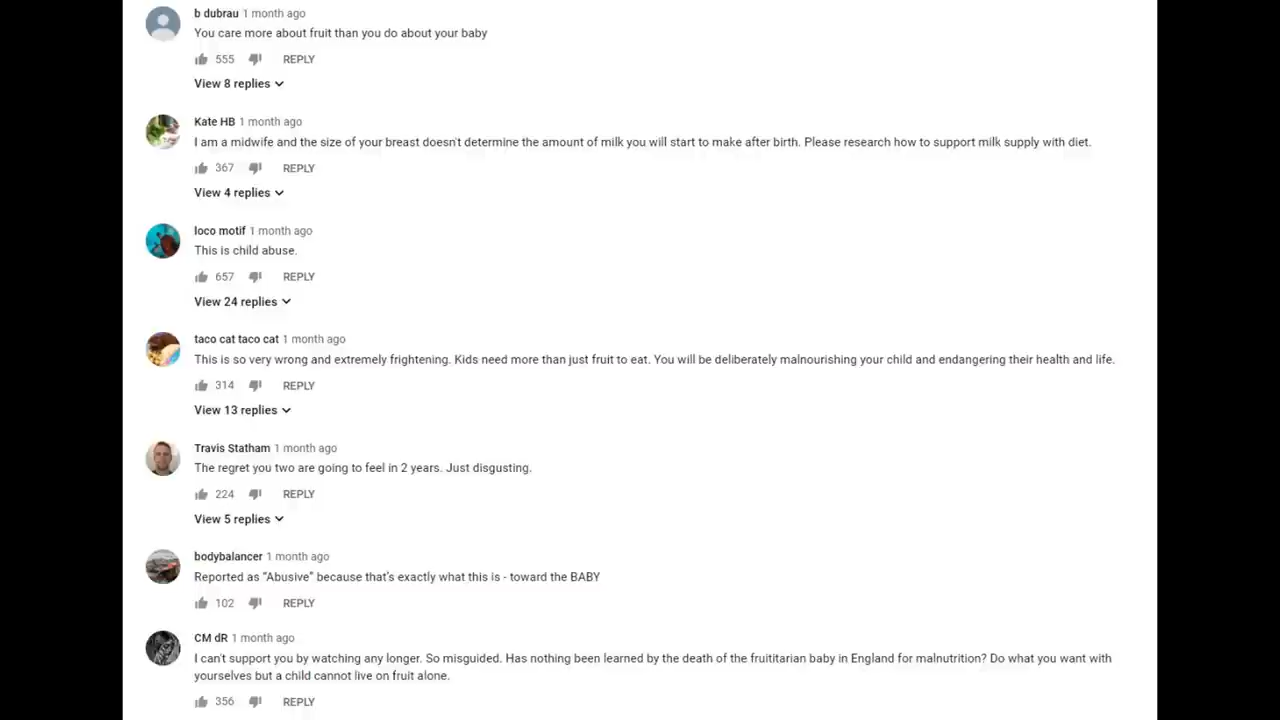 b dubrau 1 month ago
You care more about fruit than you do about your baby
555 REPLY
View 8 replies
Kate HB 1 month ago
I am a midwife and the size of your breast doesn't determine the amount of milk you will start to make after birth. Please research how to support milk supply with diet.
367 REPLY
View 4 replies
loco motif 1 month ago
This is child abuse.
657 REPLY
View 24 replies
taco cat taco cat 1 month ago
This is so very wrong and extremely frightening. Kids need more than just fruit to eat. You will be deliberately malnourishing your child and endangering their health and life.
314 REPLY
View 13 replies
Travis Statham 1 month ago
The regret you two are going to feel in 2 years. Just disgusting.
224 REPLY
View 5 replies
bodybalancer 1 month ago
Reported as “Abusive” because that’s exactly what this is - toward the BABY
102 REPLY
CM dR 1 month ago
I can't support you by watching any longer. So misguided. Has nothing been learned by the death of the fruititarian baby in England for malnutrition? Do what you want with
yourselves but a child cannot live on fruit alone.
356 REPLY